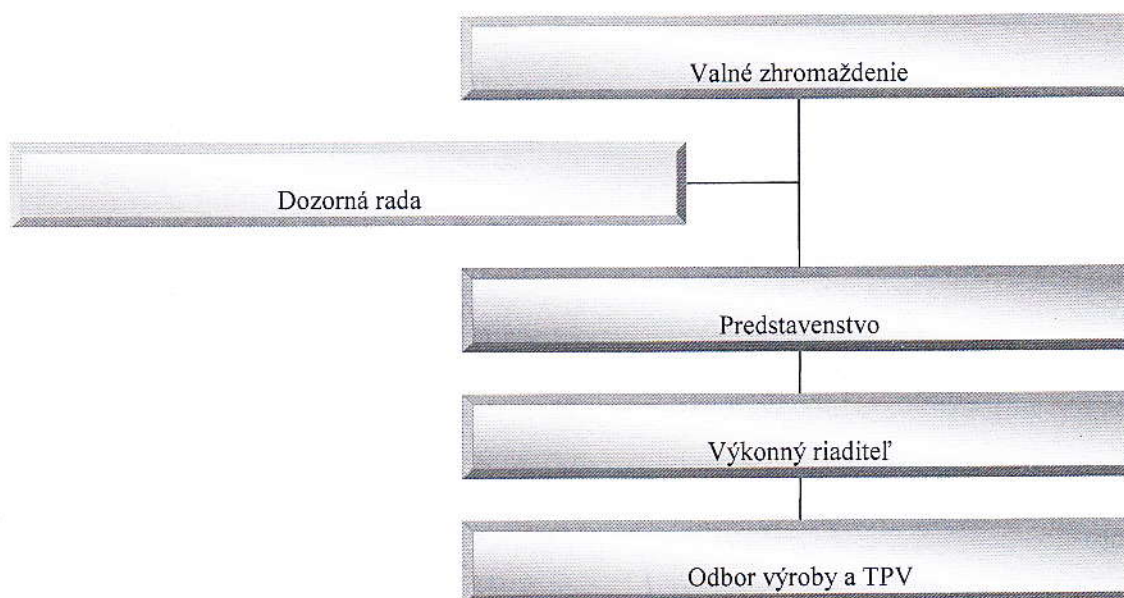 Valné zhromaždenie
Dozorná rada
Predstavenstvo
Výkonný riaditeľ
Odbor výroby a TPV